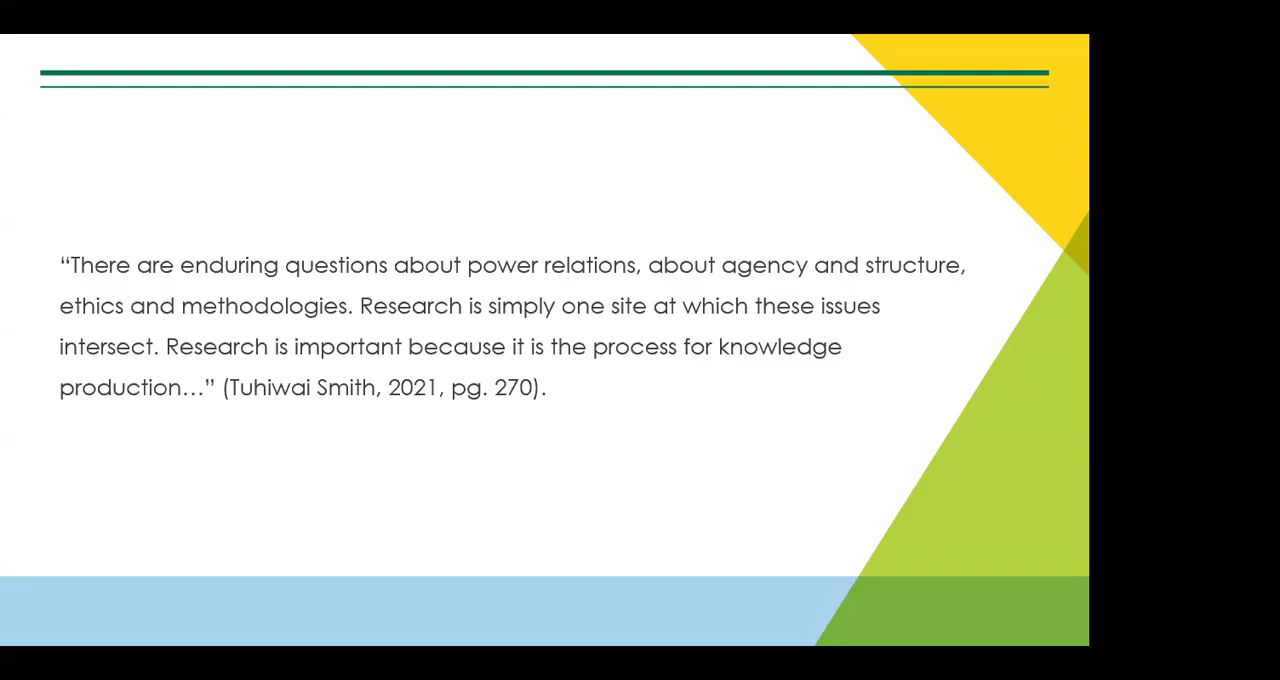 “There are enduring questions about power relations, about agency and structure,
ethics and methodologies. Research is simply one site at which these issues
intersect. Research is important because it is the process for knowledge
production…” (Tuhiwai Smith, 2021, pg. 270).